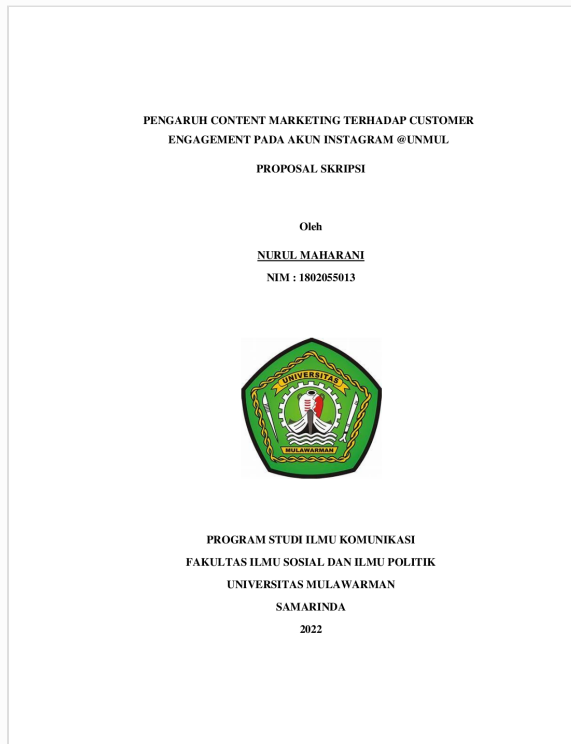 PENGARUH CONTENT MARKETING TERHADAP CUSTOMER
ENGAGEMENT PADA AKUN INSTAGRAM @UNMUL
PROPOSAL SKRIPSI
Oleh
NURUL MAHARANI
NIM : 1802055013
UNIVERSITAS
MULAWARMAN
PROGRAM STUDI ILMU KOMUNIKASI
FAKULTAS ILMU SOSIAL DAN ILMU POLITIK
UNIVERSITAS MULAWARMAN
SAMARINDA
2022